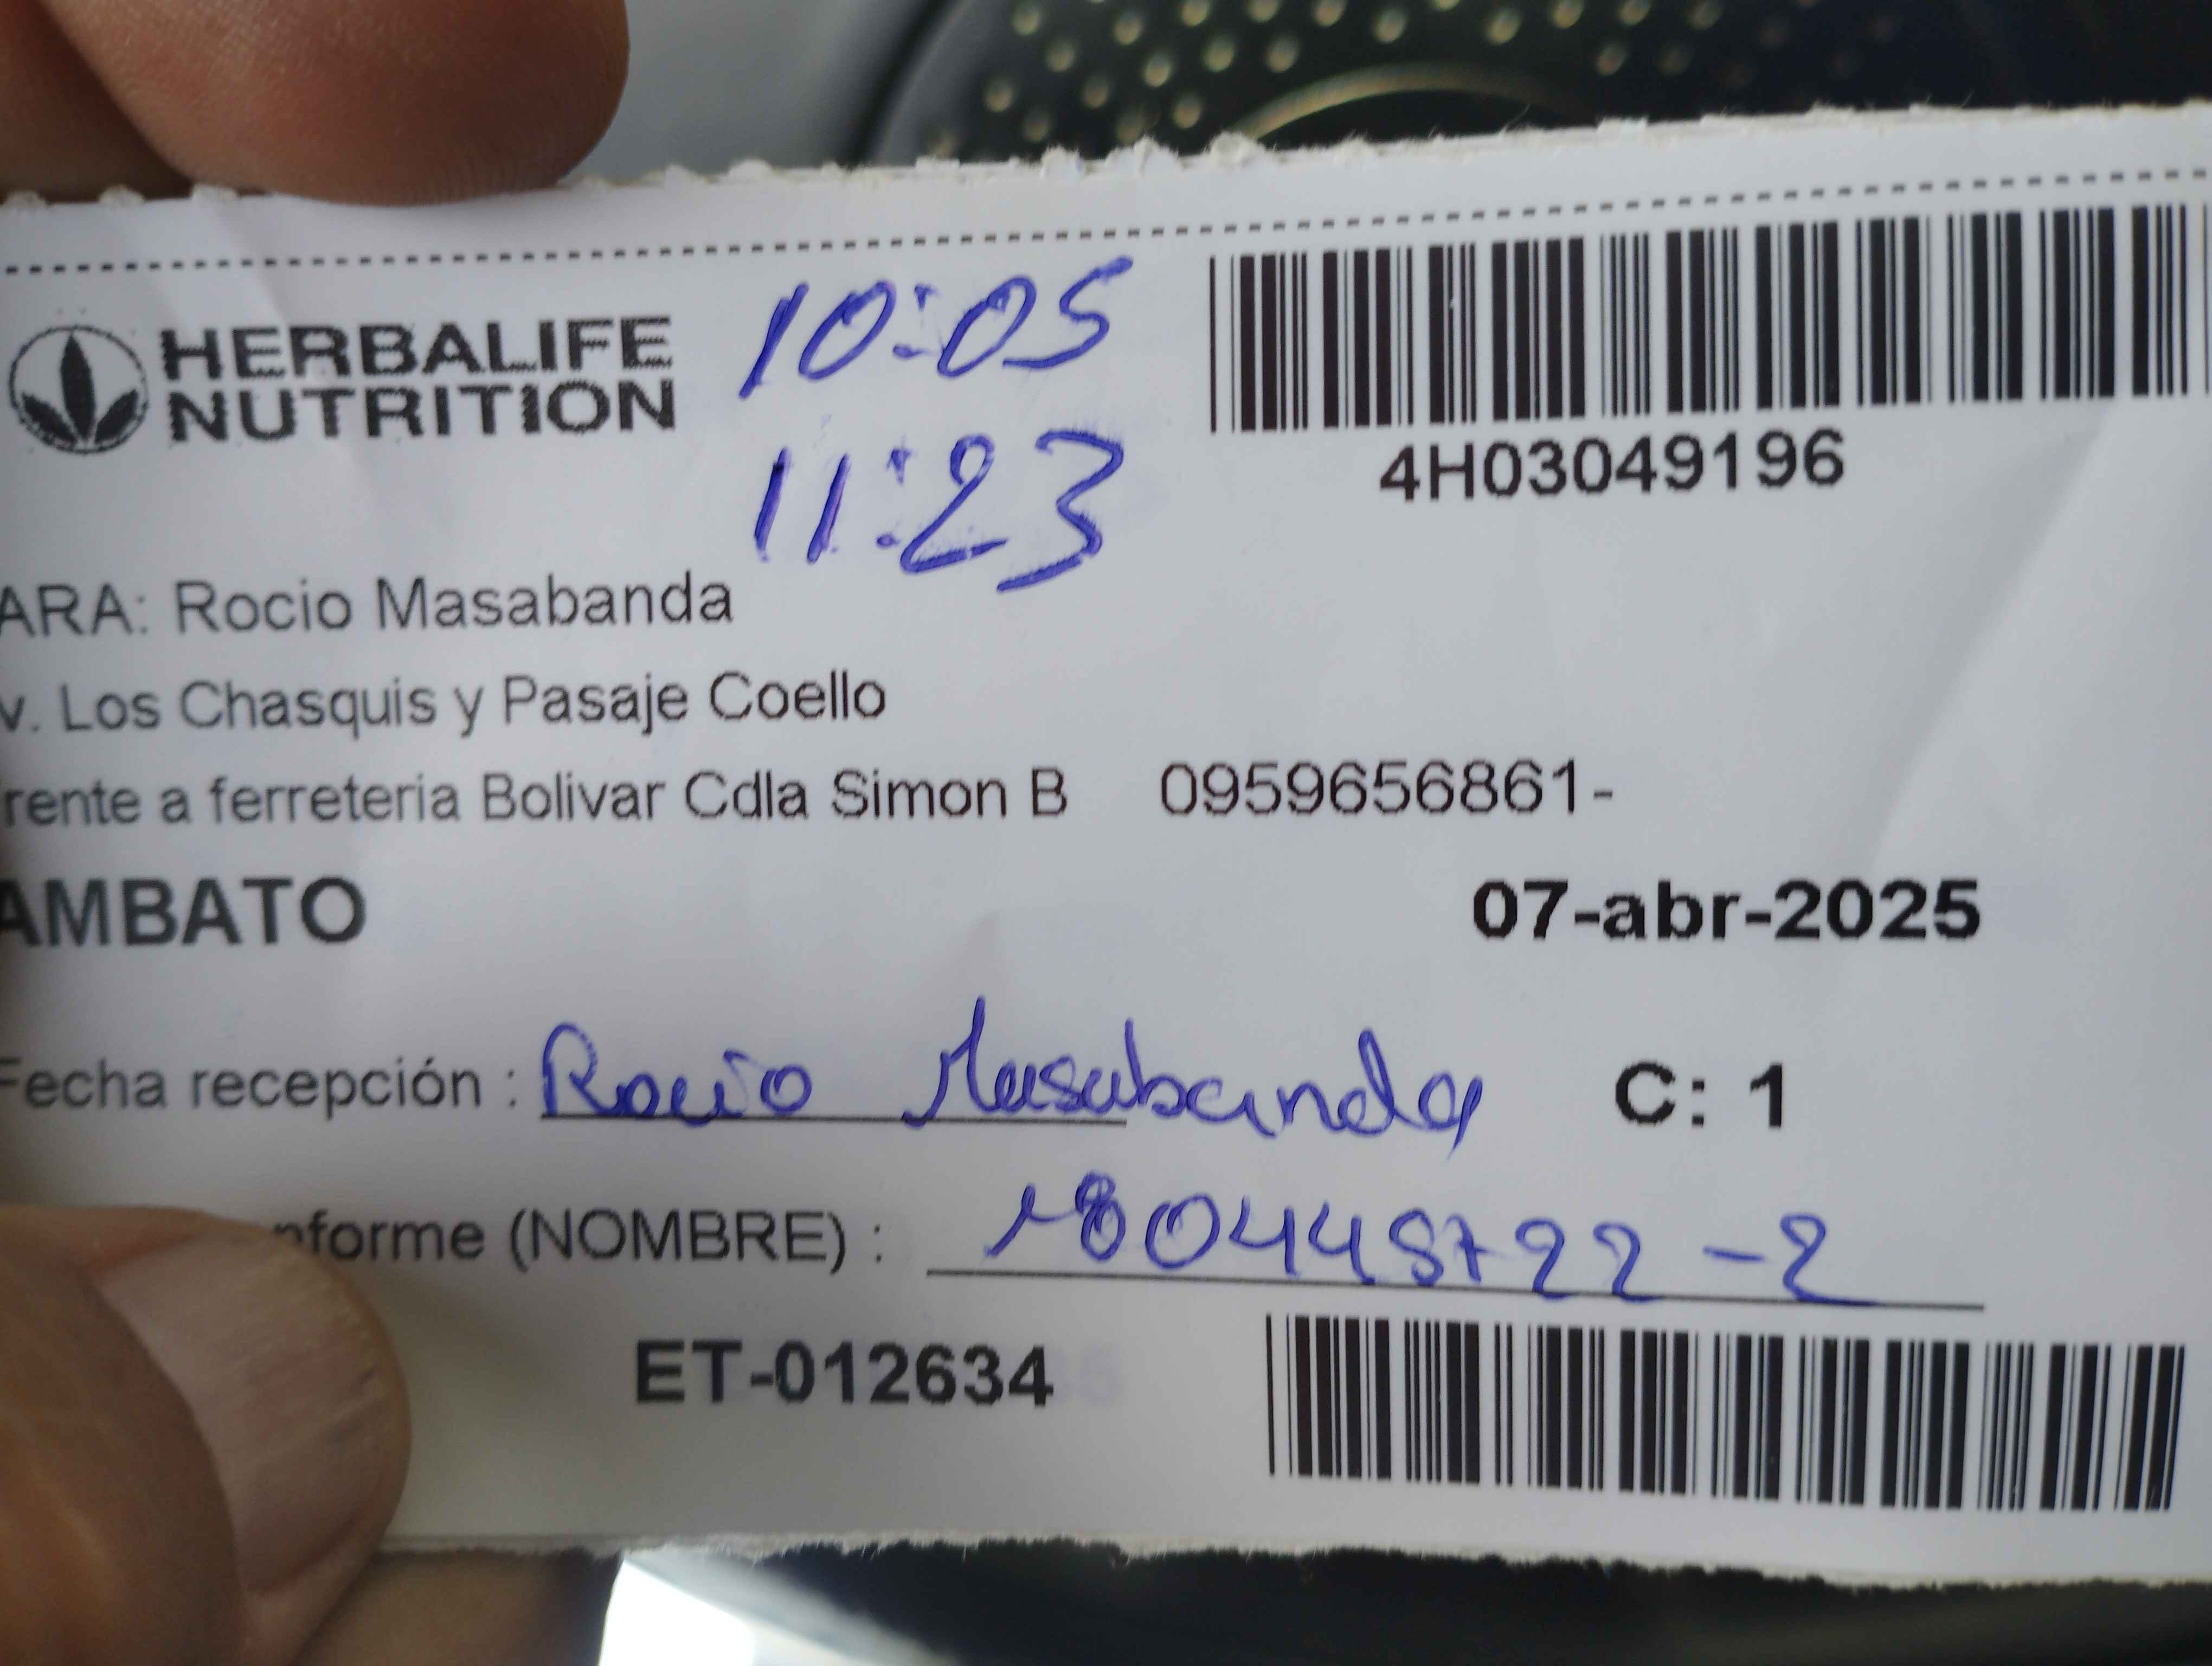 HERBALIFE
NUTRITION
10:05
11:23
4H03049196
ARA: Rocio Masabanda
v. Los Chasquis y Pasaje Coello
rente a ferreteria Bolivar Cdla Simon B 0959656861-
AMBATO
07-abr-2025
Fecha recepción : Rocio Masabanda C: 1
nforme (NOMBRE) : 180448722-2
ET-012634